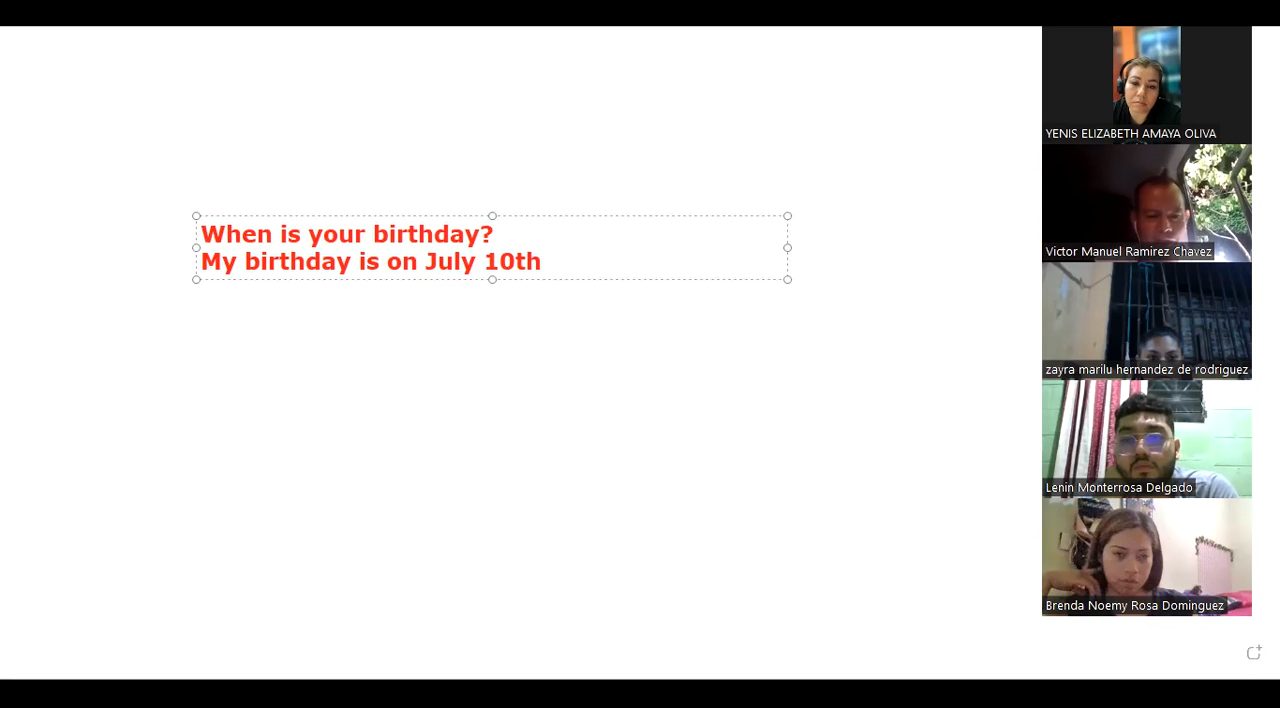 When is your birthday?
My birthday is on July 10th
YENIS ELIZABETH AMAYA OLIVA
Victor Manuel Ramirez Chavez
zayra marilu hernandez de rodriguez
Lenin Monterrosa Delgado
Brenda Noemy Rosa Dominguez